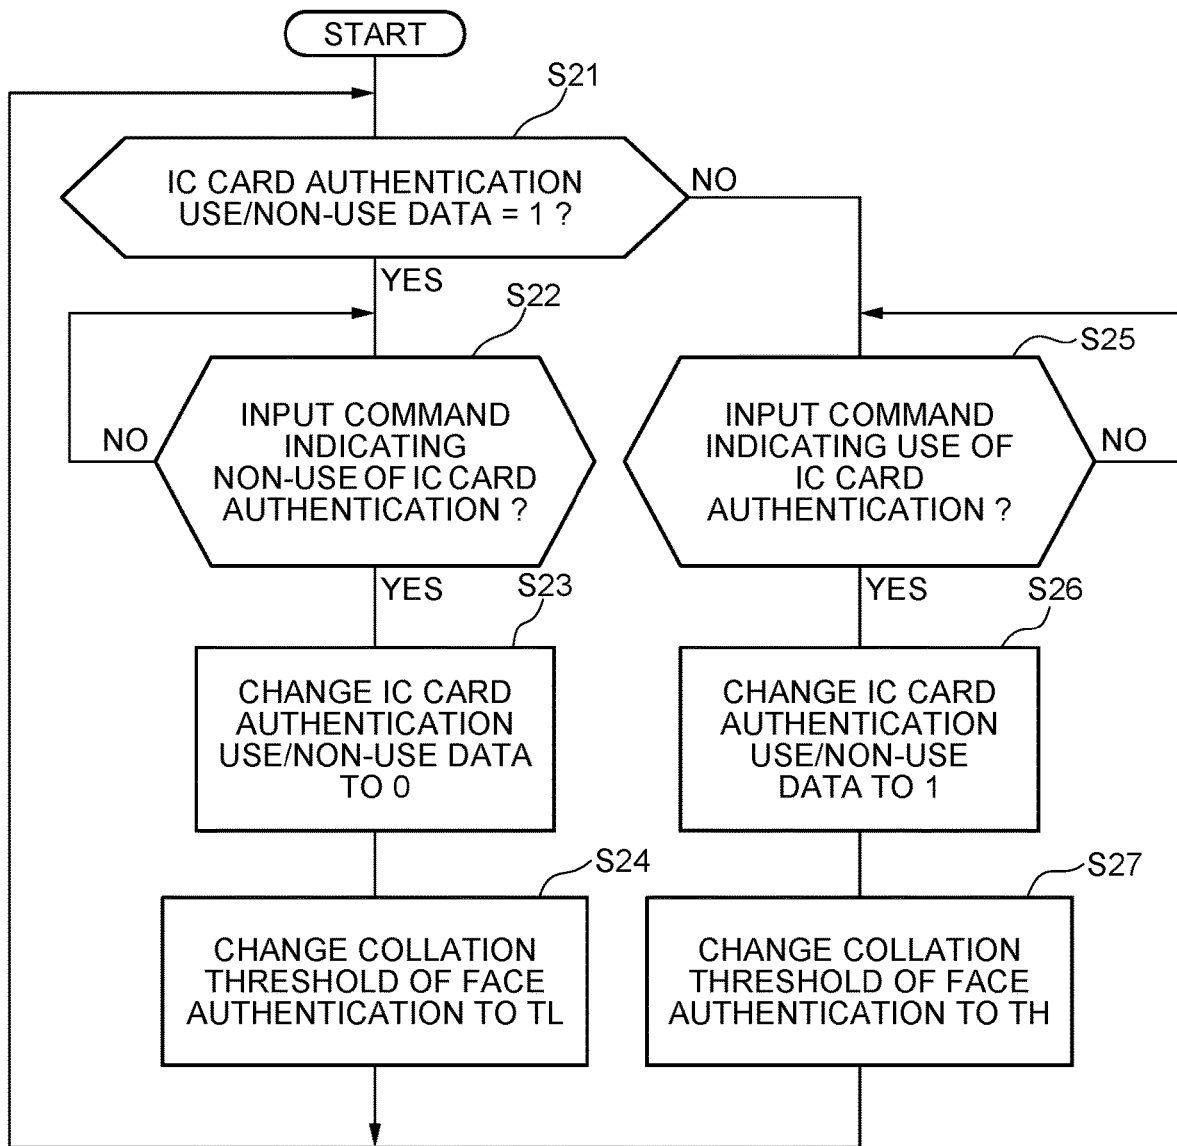 START
S21
IC CARD AUTHENTICATION
USE/NON-USE DATA = 1 ?
NO
YES
S22
INPUT COMMAND
INDICATING
NON-USE OF IC CARD
AUTHENTICATION ?
NO
YES
S25
INPUT COMMAND
INDICATING USE OF
IC CARD
AUTHENTICATION ?
NO
YES
S23
CHANGE IC CARD
AUTHENTICATION
USE/NON-USE DATA
TO 0
S26
CHANGE IC CARD
AUTHENTICATION
USE/NON-USE
DATA TO 1
S24
CHANGE COLLATION
THRESHOLD OF FACE
AUTHENTICATION TO TL
S27
CHANGE COLLATION
THRESHOLD OF FACE
AUTHENTICATION TO TH